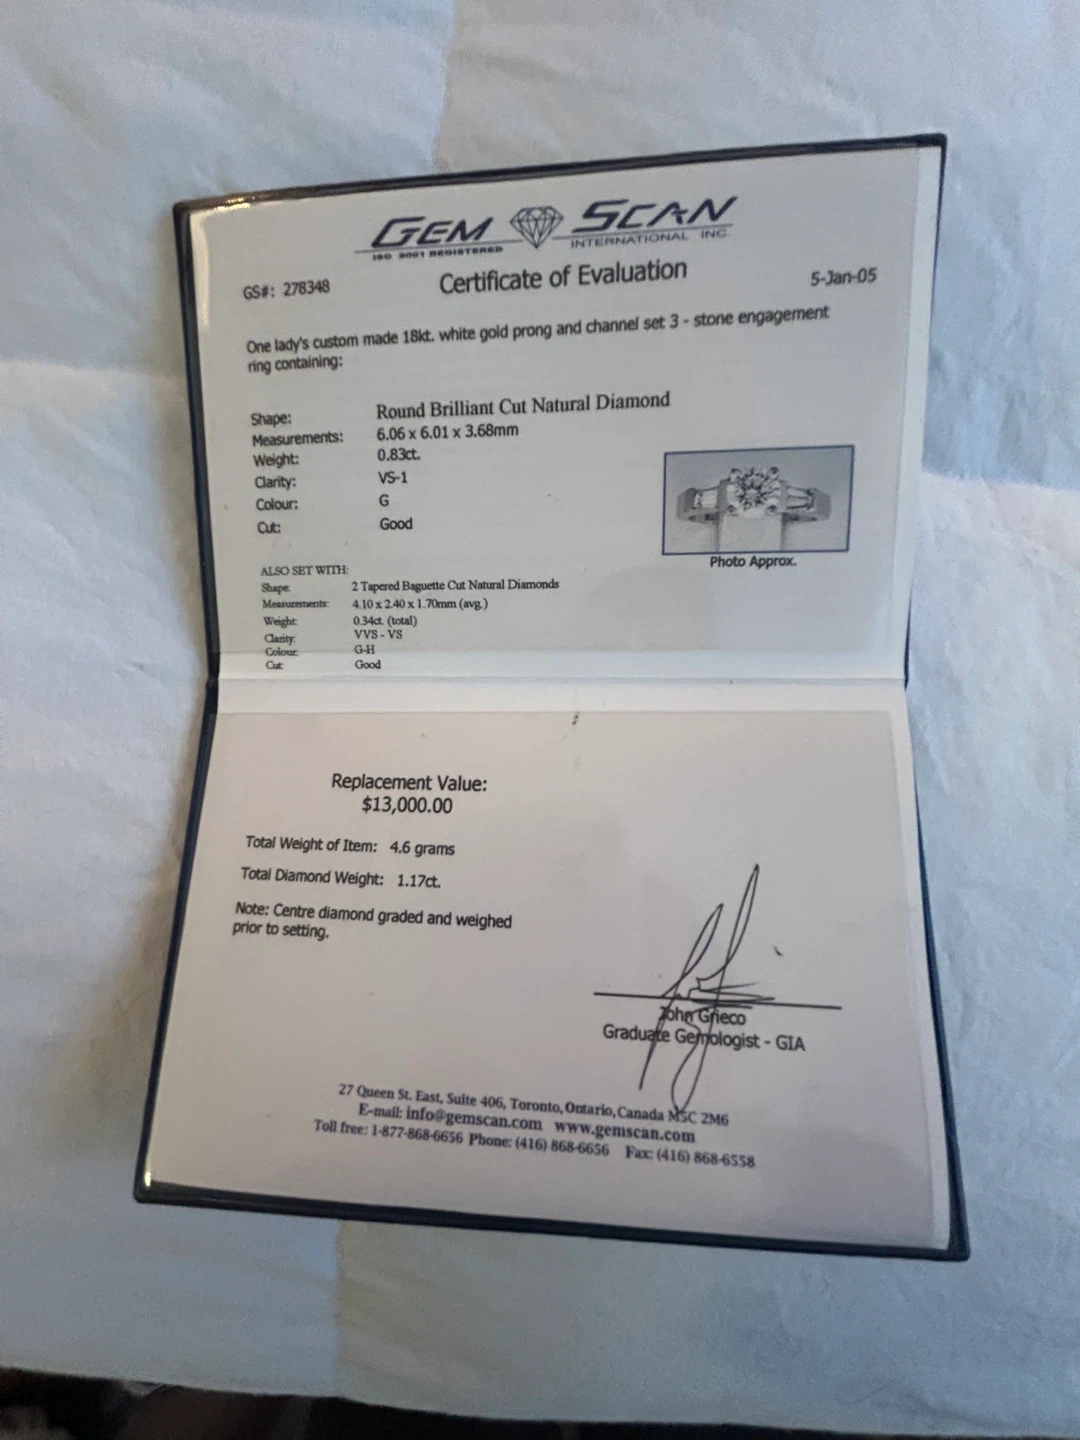 GEM SCAN
ISO 9001 REGISTERED
INTERNATIONAL INC.
GS#: 278348
Certificate of Evaluation
5-Jan-05
One lady's custom made 18kt. white gold prong and channel set 3 - stone engagement
ring containing:
Shape: Round Brilliant Cut Natural Diamond
Measurements: 6.06 x 6.01 x 3.68mm
Weight: 0.83ct.
Clarity: VS-1
Colour: G
Cut: Good
Photo Approx.
ALSO SET WITH:
Shape: 2 Tapered Baguette Cut Natural Diamonds
Measurements: 4.10 x 2.40 x 1.70mm (avg.)
Weight: 0.34ct. (total)
Clarity: VVS - VS
Colour: G-H
Cut: Good
Replacement Value:
$13,000.00
Total Weight of Item: 4.6 grams
Total Diamond Weight: 1.17ct.
Note: Centre diamond graded and weighed
prior to setting.
John Grieco
Graduate Gemologist - GIA
27 Queen St. East, Suite 406, Toronto, Ontario, Canada M5C 2M6
E-mail: info@gemscan.com www.gemscan.com
Toll free: 1-877-868-6656 Phone: (416) 868-6656 Fax: (416) 868-6558